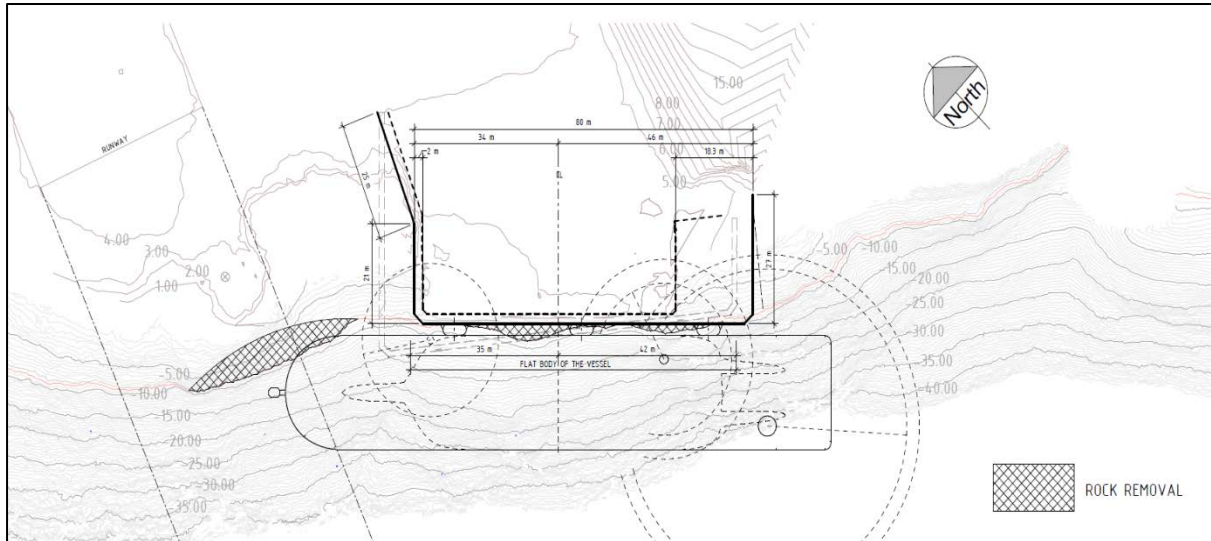 15.00
8.00
7.00
6.00
5.00
North
80 m
34 m
46 m
2 m
18.3 m
CL
RUNWAY
25 m
21 m
27 m
4.00
3.00
2.00
1.00
-5.00
-10.00
-15.00
-20.00
-25.00
-30.00
-35.00
-40.00
35 m
42 m
FLAT BODY OF THE VESSEL
-5.00
-10.00
-15.00
-20.00
-25.00
-30.00
-35.00
ROCK REMOVAL